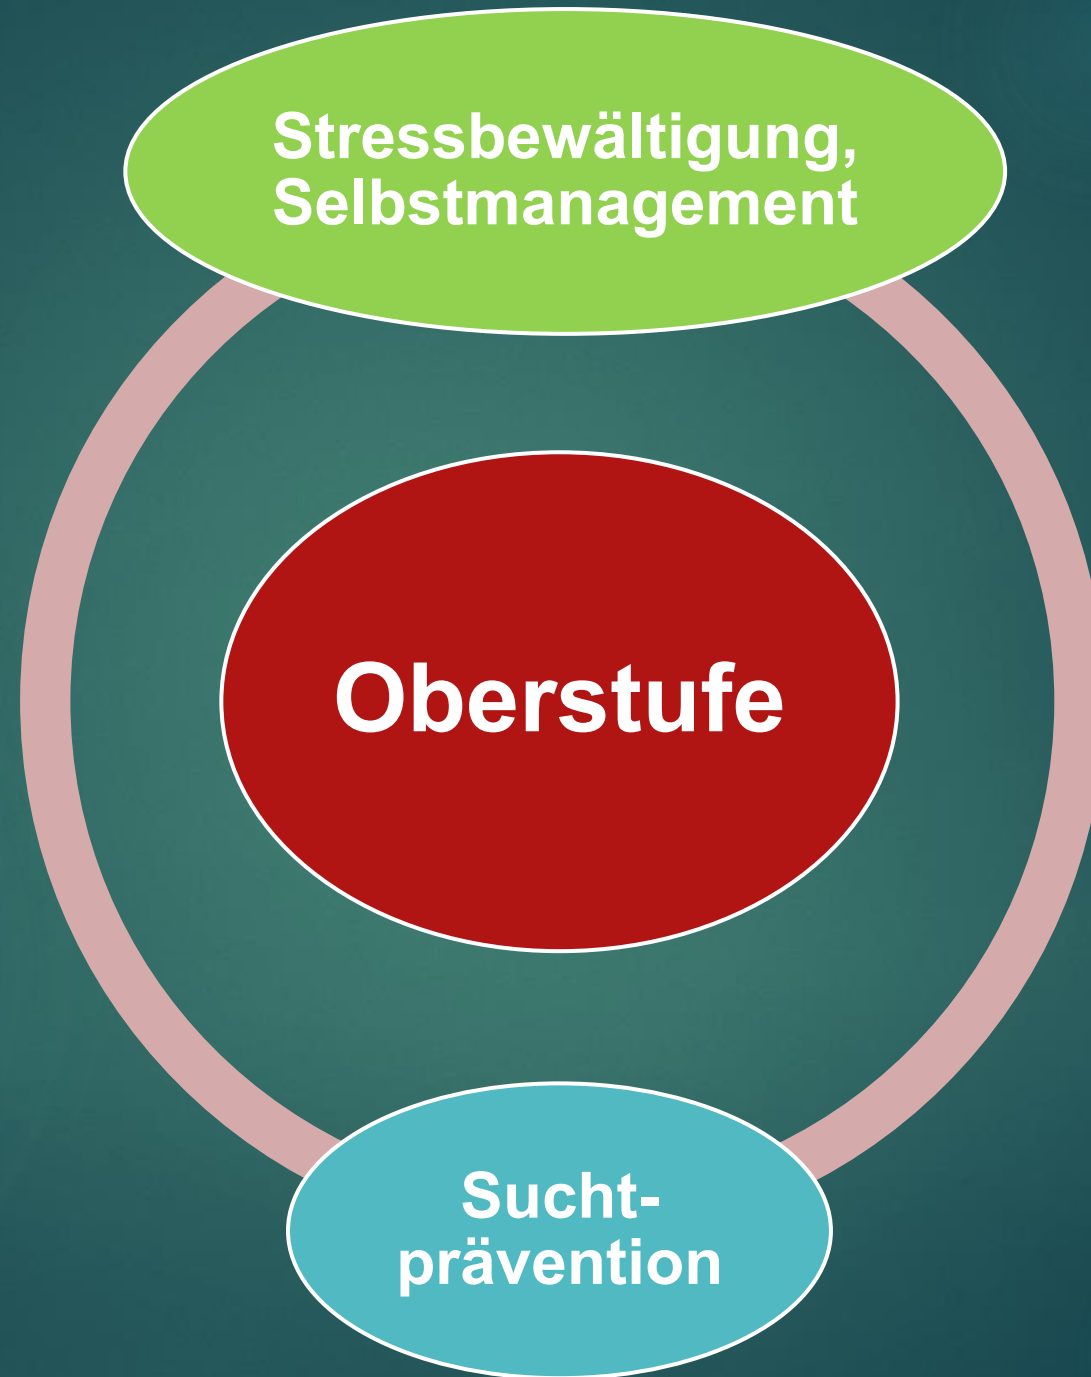 Stressbewältigung,
Selbstmanagement
Oberstufe
Sucht-
prävention